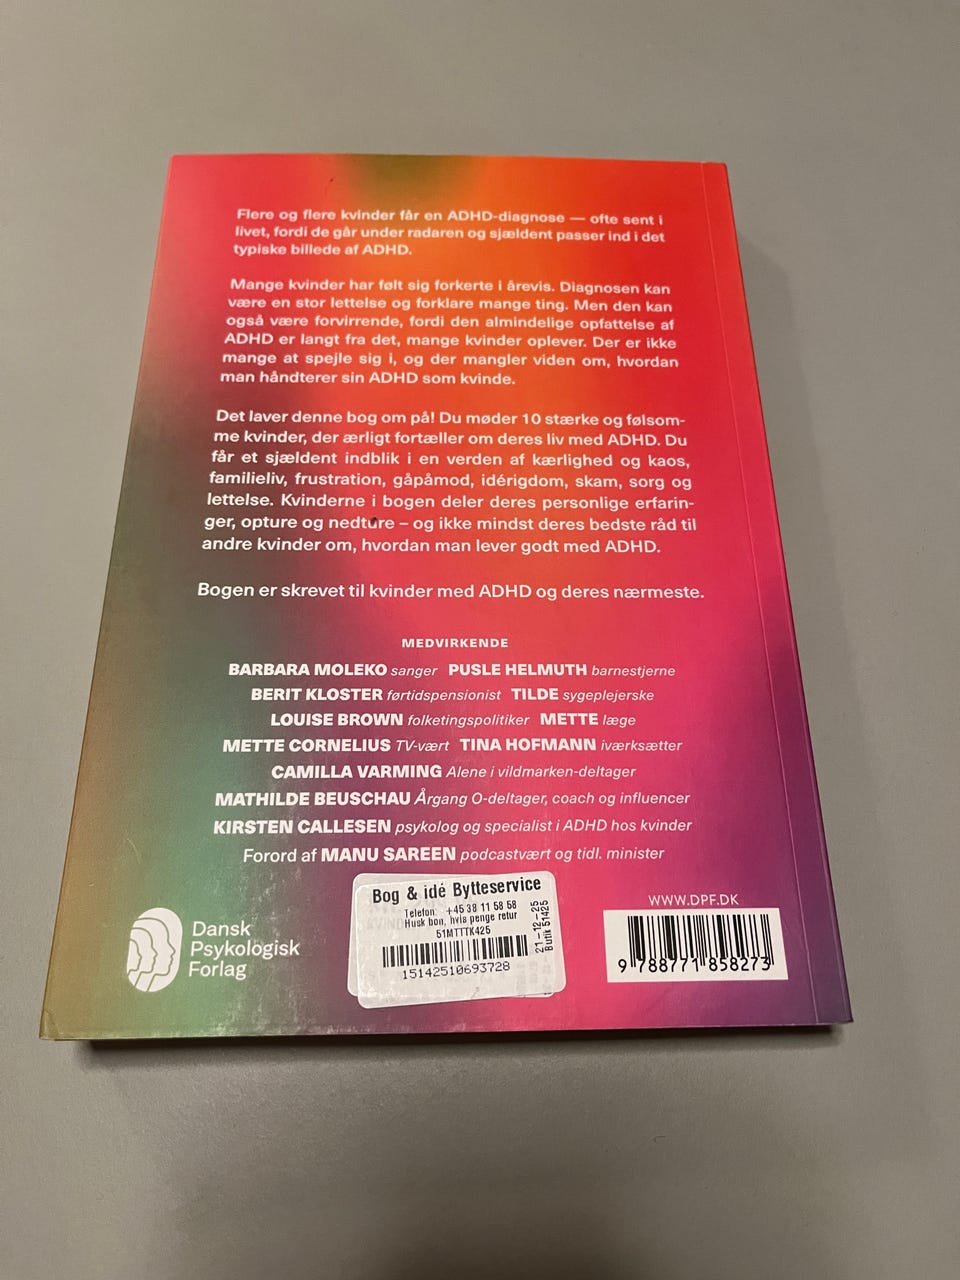 Flere og flere kvinder får en ADHD-diagnose — ofte sent i
livet, fordi de går under radaren og sjældent passer ind i det
typiske billede af ADHD.
Mange kvinder har følt sig forkerte i årevis. Diagnosen kan
være en stor lettelse og forklare mange ting. Men den kan
også være forvirrende, fordi den almindelige opfattelse af
ADHD er langt fra det, mange kvinder oplever. Der er ikke
mange at spejle sig i, og der mangler viden om, hvordan
man håndterer sin ADHD som kvinde.
Det laver denne bog om på! Du møder 10 stærke og følsom-
me kvinder, der ærligt fortæller om deres liv med ADHD. Du
får et sjældent indblik i en verden af kærlighed og kaos,
familieliv, frustration, gåpåmod, idérigdom, skam, sorg og
lettelse. Kvinderne i bogen deler deres personlige erfarin-
ger, opture og nedture – og ikke mindst deres bedste råd til
andre kvinder om, hvordan man lever godt med ADHD.
Bogen er skrevet til kvinder med ADHD og deres nærmeste.
MEDVIRKENDE
BARBARA MOLEKO sanger PUSLE HELMUTH barnestjerne
BERIT KLOSTER førtidspensionist TILDE sygeplejerske
LOUISE BROWN folketingspolitiker METTE læge
METTE CORNELIUS TV-vært TINA HOFMANN iværksætter
CAMILLA VARMING Alene i vildmarken-deltager
MATHILDE BEUSCHAU Årgang 0-deltager, coach og influencer
KIRSTEN CALLESEN psykolog og specialist i ADHD hos kvinder
Forord af MANU SAREEN podcastvært og tidl. minister
Dansk
Psykologisk
Forlag
Bog & idé Bytteservice
Telefon: +45 38 11 58 58
Husk bon, hvis penge retur
51MTTTK425
15142510693728
21-12-25
Butik 51425
WWW.DPF.DK
9 788771 858273